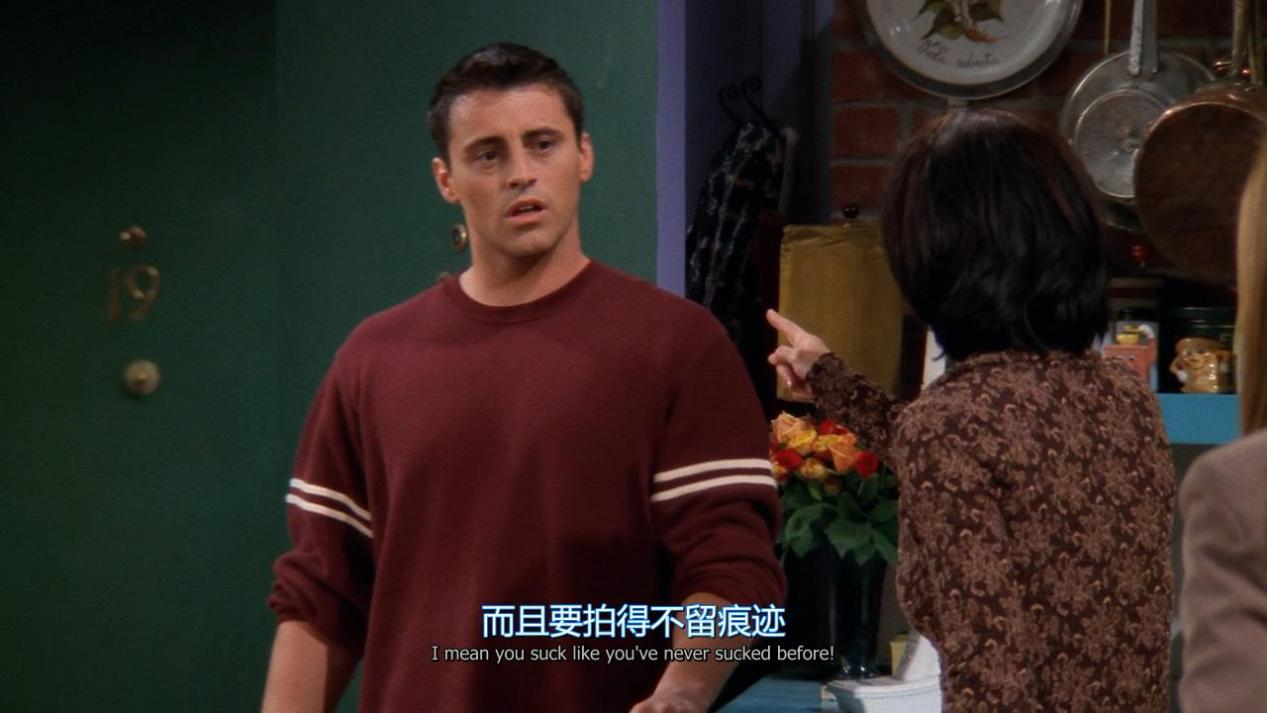 19
而且要拍得不留痕迹
I mean you suck like you've never sucked before!